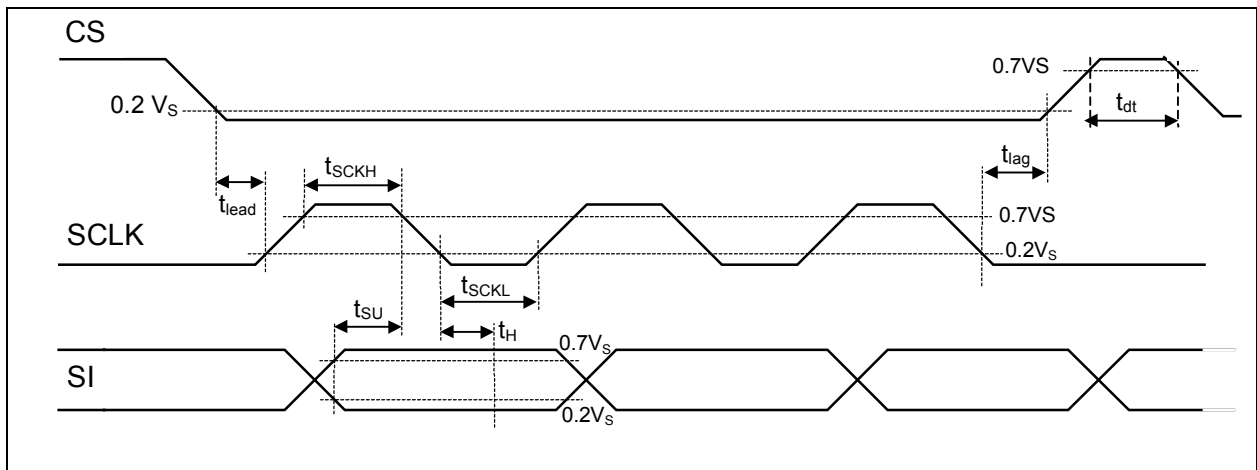 CS
0.7VS
0.2 VS
tdt
tSCKH
tlag
tlead
0.7VS
SCLK
0.2VS
tSCKL
tSU
tH
0.7VS
SI
0.2VS